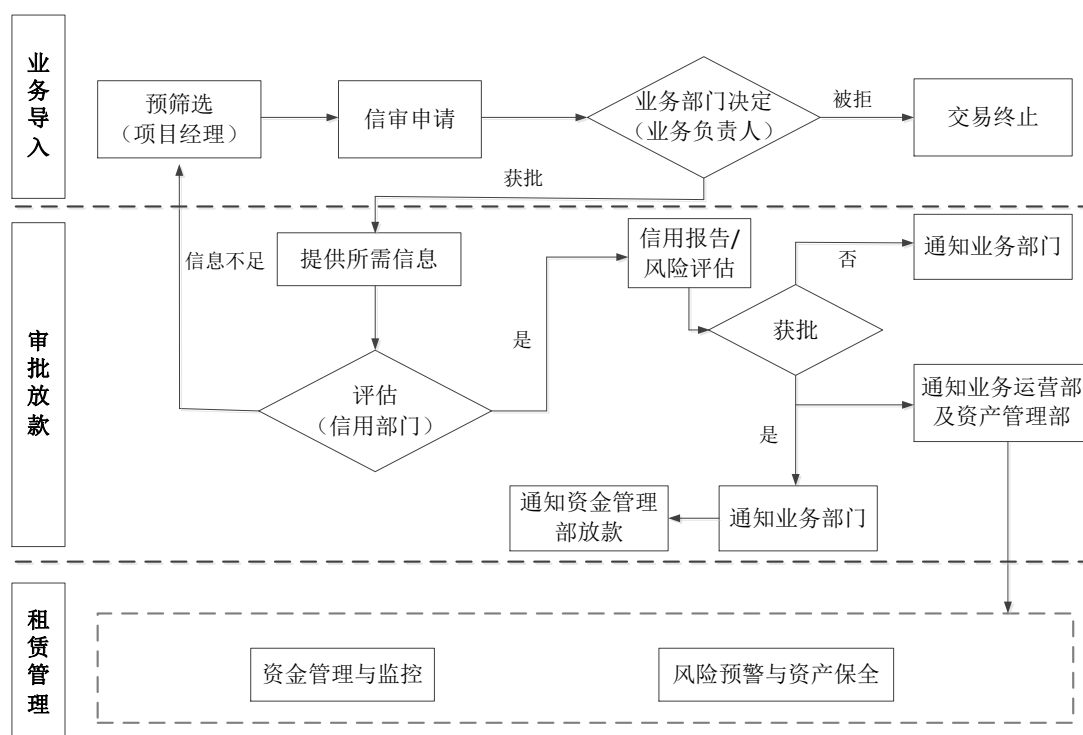 业务导入
预筛选
（项目经理）
信审申请
业务部门决定
（业务负责人）
被拒
交易终止
获批
审批放款
信息不足
提供所需信息
信用报告/
风险评估
否
通知业务部门
是
获批
评估
（信用部门）
通知业务运营部
及资产管理部
是
通知资金管理
部放款
通知业务部门
租赁管理
资金管理与监控
风险预警与资产保全